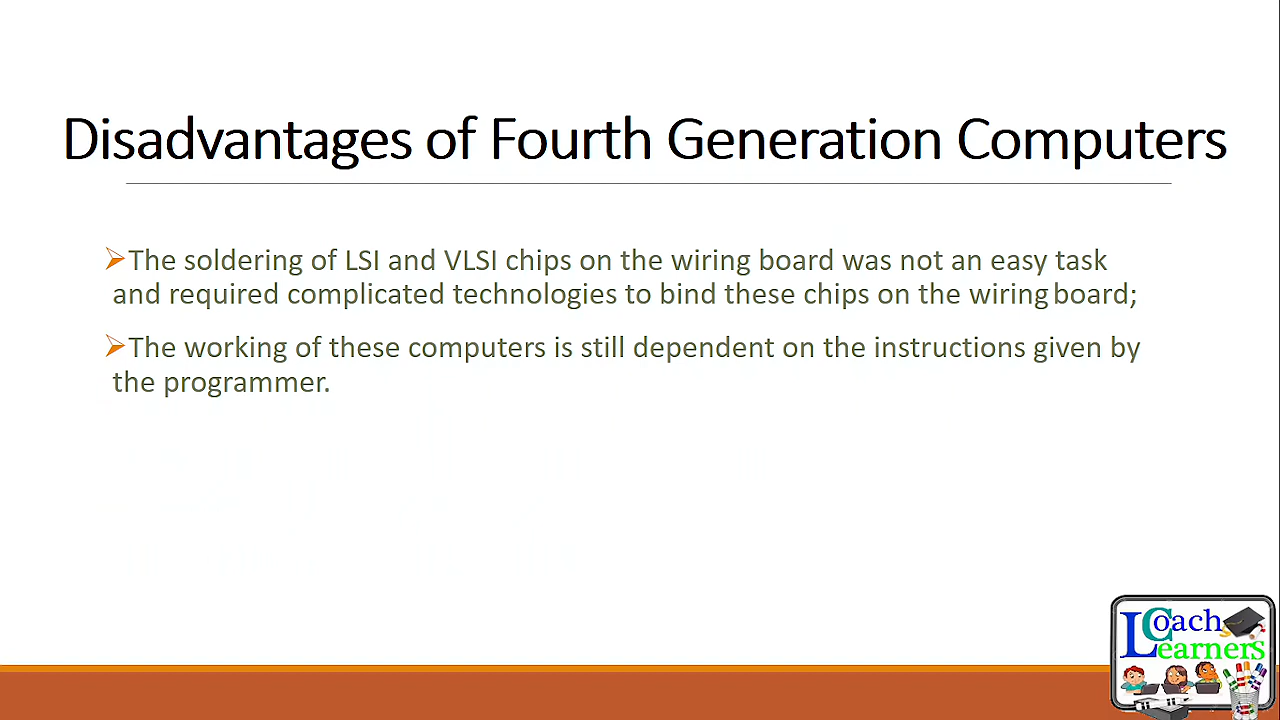 Disadvantages of Fourth Generation Computers
The soldering of LSI and VLSI chips on the wiring board was not an easy task
and required complicated technologies to bind these chips on the wiring board;
The working of these computers is still dependent on the instructions given by
the programmer.
Coach
Learners